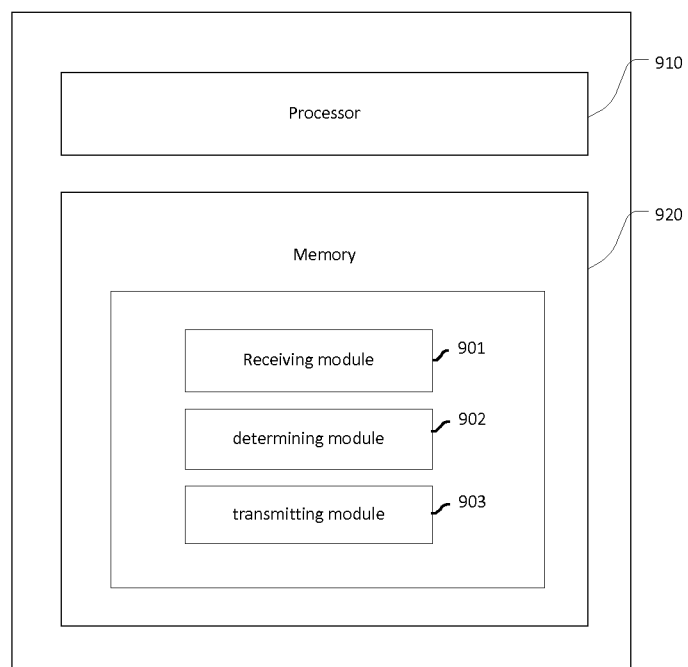 910
Processor
920
Memory
Receiving module
901
determining module
902
transmitting module
903